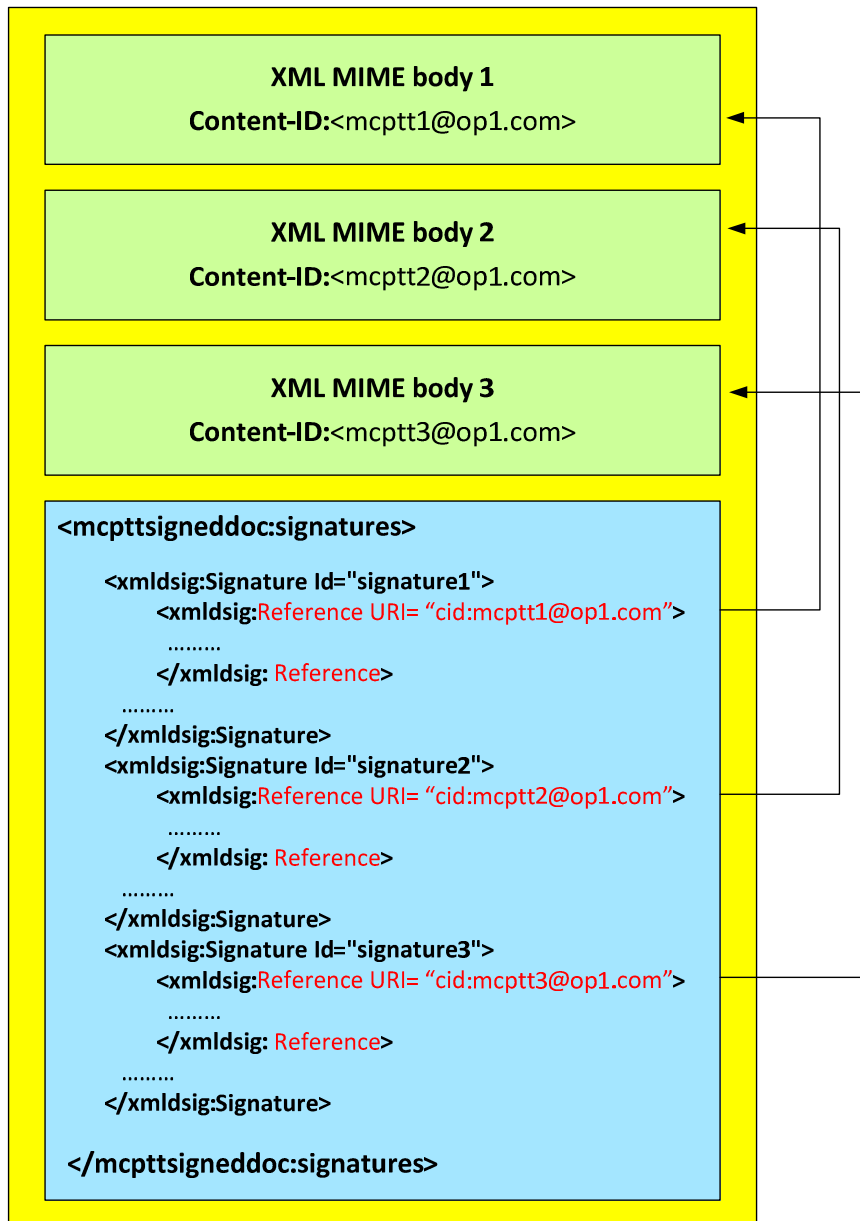 XML MIME body 1
Content-ID:<mcptt1@op1.com>
XML MIME body 2
Content-ID:<mcptt2@op1.com>
XML MIME body 3
Content-ID:<mcptt3@op1.com>
<mcpttsigneddoc:signatures>
<xmldsig:Signature Id="signature1">
<xmldsig:Reference URI= “cid:mcptt1@op1.com”>
………
</xmldsig: Reference>
………
</xmldsig:Signature>
<xmldsig:Signature Id="signature2">
<xmldsig:Reference URI= “cid:mcptt2@op1.com”>
………
</xmldsig: Reference>
………
</xmldsig:Signature>
<xmldsig:Signature Id="signature3">
<xmldsig:Reference URI= “cid:mcptt3@op1.com”>
………
</xmldsig: Reference>
………
</xmldsig:Signature>
</mcpttsigneddoc:signatures>